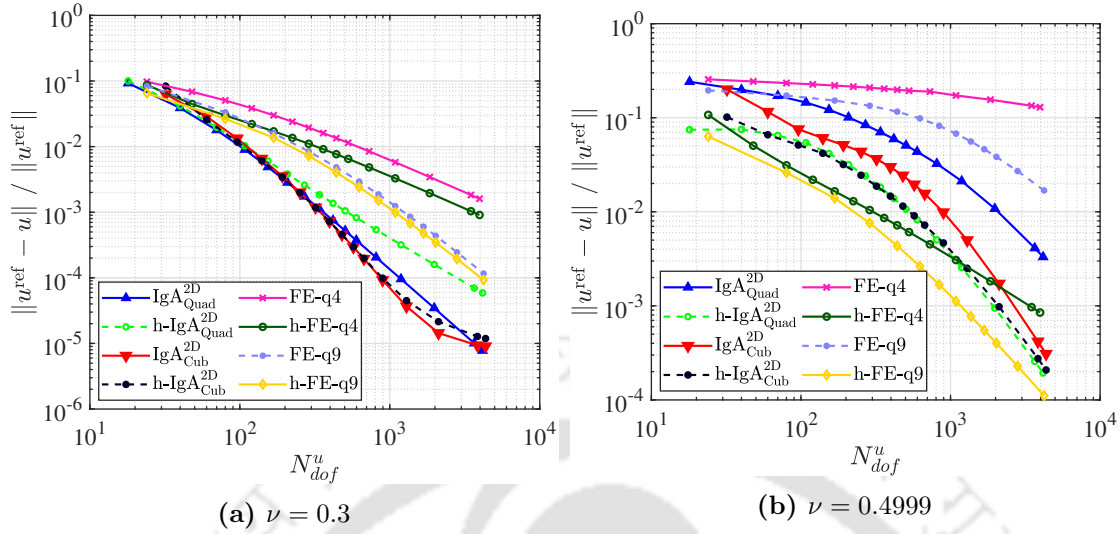 10^0
10^-1
10^-2
10^-3
10^-4
10^-5
10^-6
10^1
10^2
10^3
10^4
||u^ref − u|| / ||u^ref||
N^u_dof
IgA^2D_Quad
h-IgA^2D_Quad
IgA^2D_Cub
h-IgA^2D_Cub
FE-q4
h-FE-q4
FE-q9
h-FE-q9
(a) ν = 0.3
10^0
10^-1
10^-2
10^-3
10^-4
10^1
10^2
10^3
10^4
||u^ref − u|| / ||u^ref||
N^u_dof
IgA^2D_Quad
h-IgA^2D_Quad
IgA^2D_Cub
h-IgA^2D_Cub
FE-q4
h-FE-q4
FE-q9
h-FE-q9
(b) ν = 0.4999